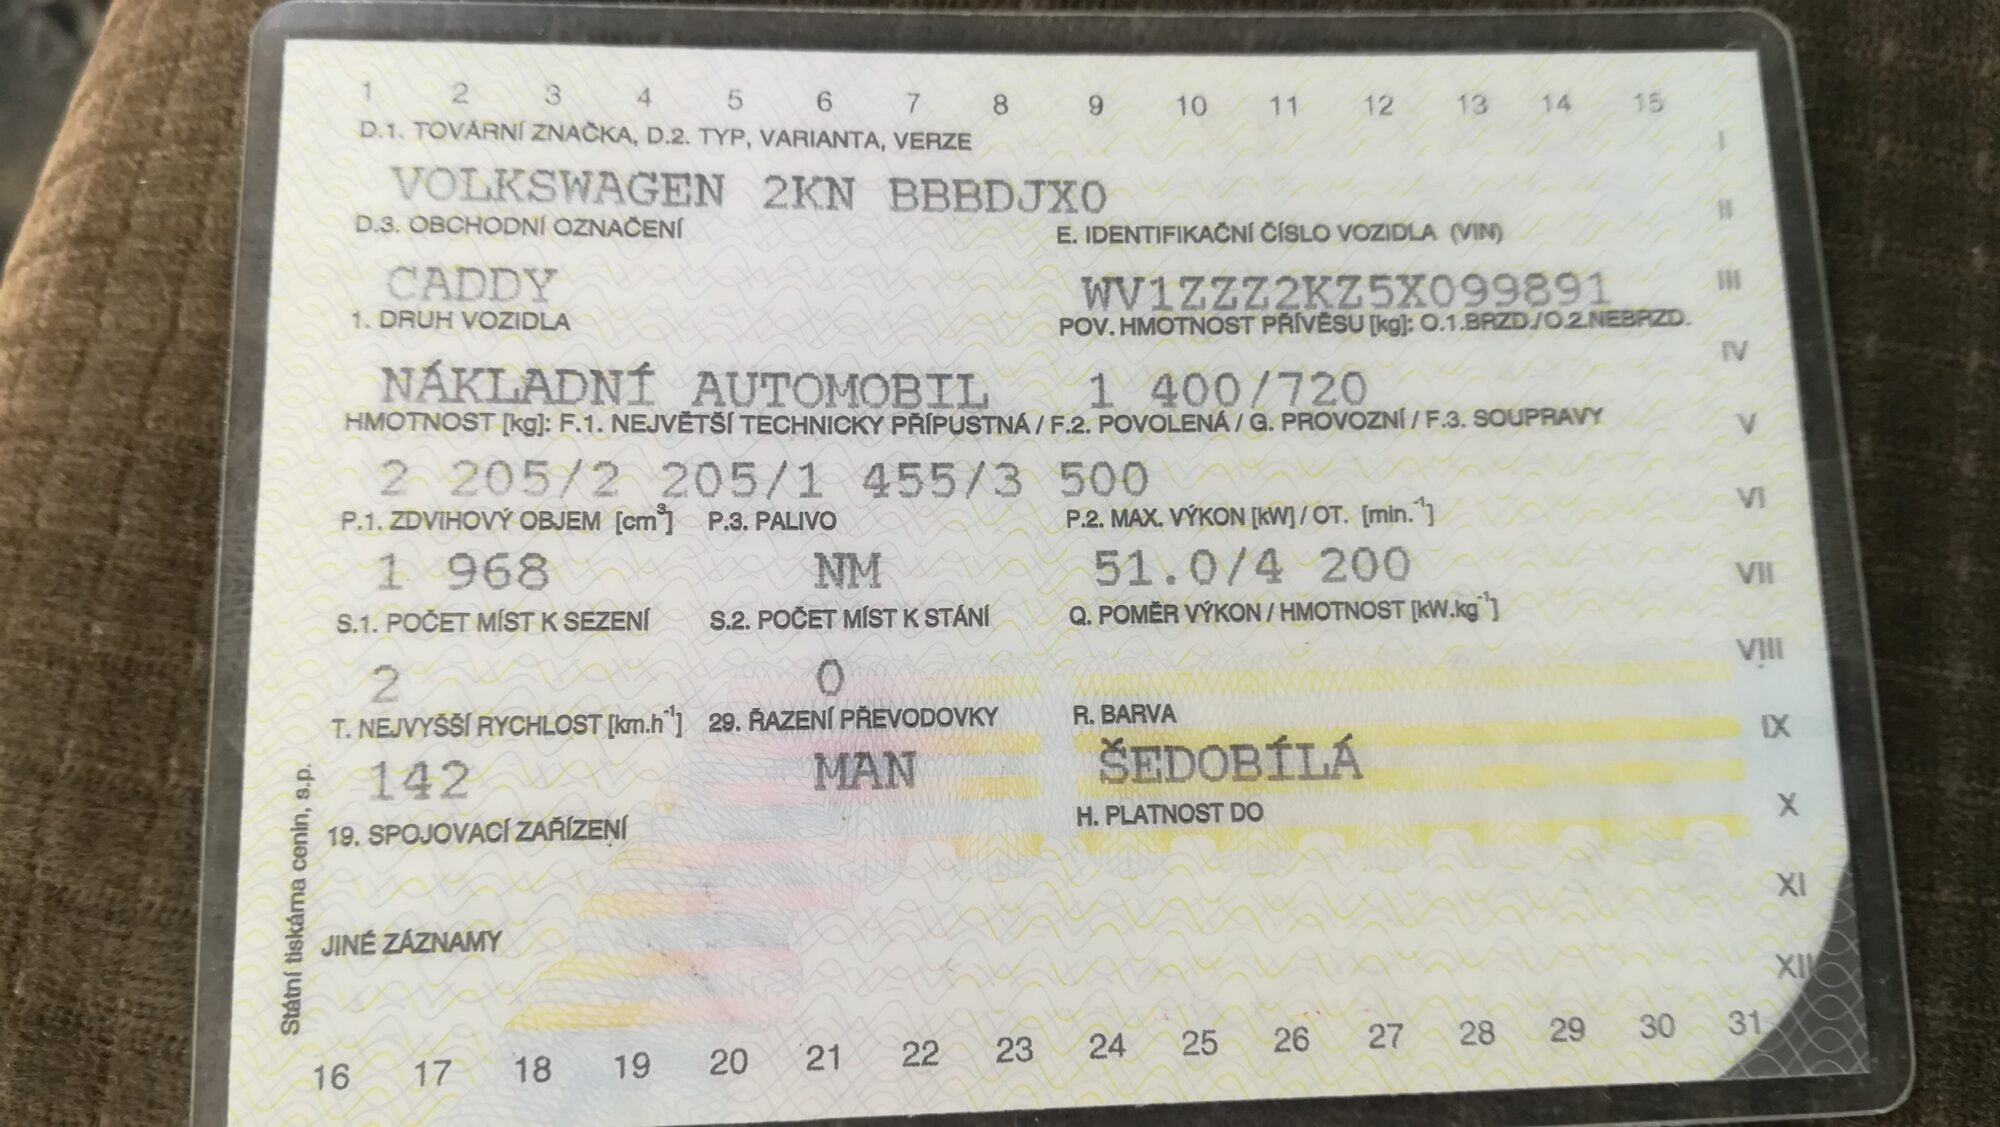 1 2 3 4 5 6 7 8 9 10 11 12 13 14 15
D.1. TOVÁRNÍ ZNAČKA, D.2. TYP, VARIANTA, VERZE
I
VOLKSWAGEN 2KN BBBDJX0
II
D.3. OBCHODNÍ OZNAČENÍ E. IDENTIFIKAČNÍ ČÍSLO VOZIDLA (VIN)
CADDY WV1ZZZ2KZ5X099891
III
1. DRUH VOZIDLA POV. HMOTNOST PŘÍVĚSU [kg]: O.1.BRZD./O.2.NEBRZD.
IV
NÁKLADNÍ AUTOMOBIL 1 400/720
HMOTNOST [kg]: F.1. NEJVĚTŠÍ TECHNICKY PŘÍPUSTNÁ / F.2. POVOLENÁ / G. PROVOZNÍ / F.3. SOUPRAVY
V
2 205/2 205/1 455/3 500
VI
P.1. ZDVIHOVÝ OBJEM [cm³] P.3. PALIVO P.2. MAX. VÝKON [kW] / OT. [min.⁻¹]
1 968 NM 51.0/4 200
VII
S.1. POČET MÍST K SEZENÍ S.2. POČET MÍST K STÁNÍ Q. POMĚR VÝKON / HMOTNOST [kW.kg⁻¹]
VIII
2 0
T. NEJVYŠŠÍ RYCHLOST [km.h⁻¹] 29. ŘAZENÍ PŘEVODOVKY R. BARVA
IX
142 MAN ŠEDOBÍLÁ
X
19. SPOJOVACÍ ZAŘÍZENÍ H. PLATNOST DO
XI
JINÉ ZÁZNAMY
XII
Státní tiskárna cenin, s.p.
16 17 18 19 20 21 22 23 24 25 26 27 28 29 30 31